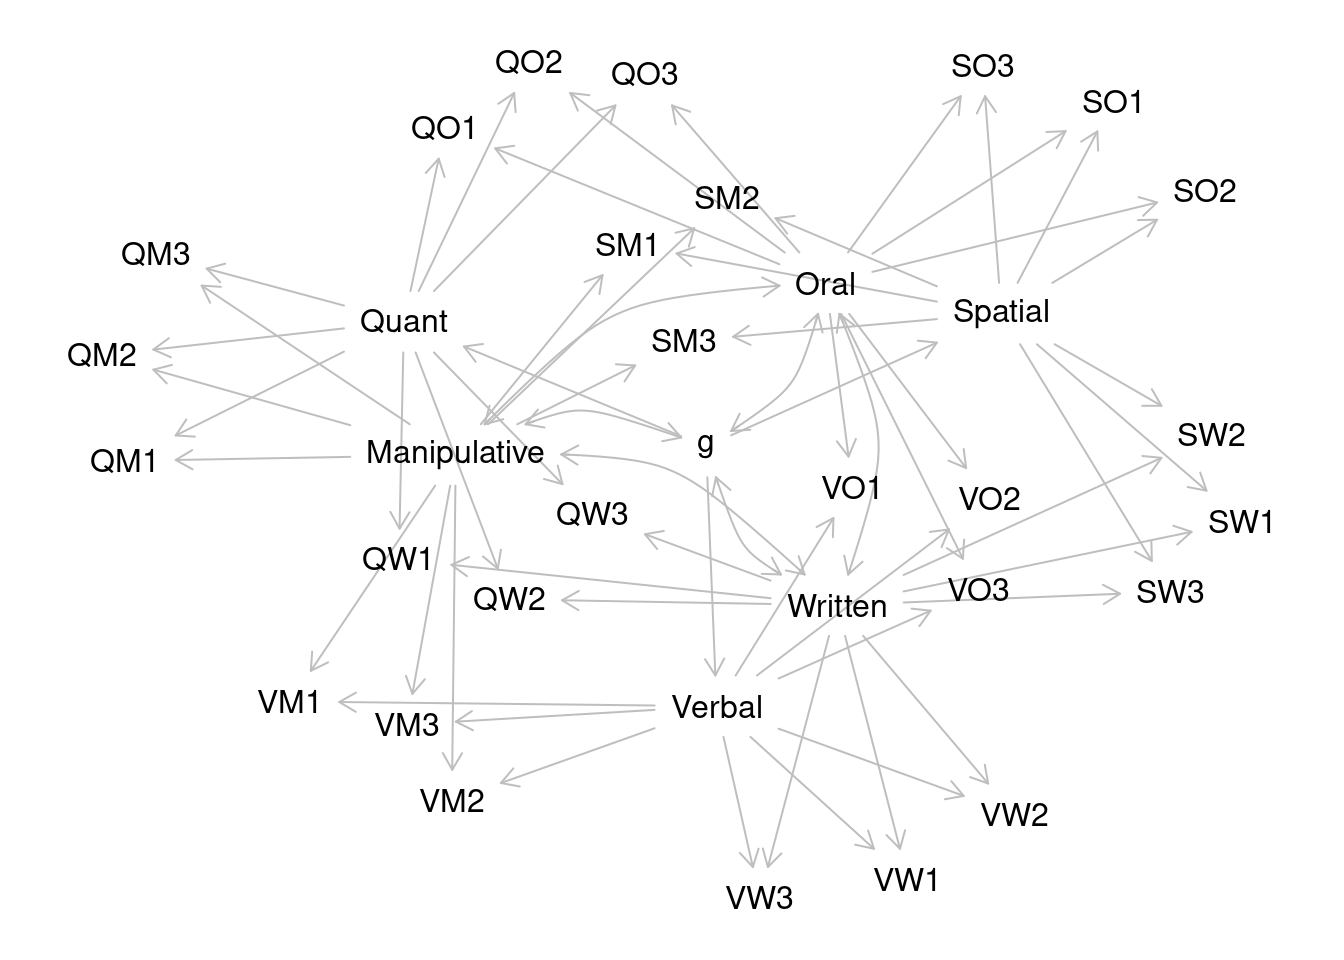 QO2
SO3
QO3
SO1
QO1
SO2
SM2
SM1
QM3
Oral
Spatial
Quant
SM3
QM2
SW2
g
Manipulative
QM1
VO1
VO2
QW3
SW1
QW1
VO3
SW3
QW2
Written
VM1
Verbal
VM3
VM2
VW2
VW1
VW3